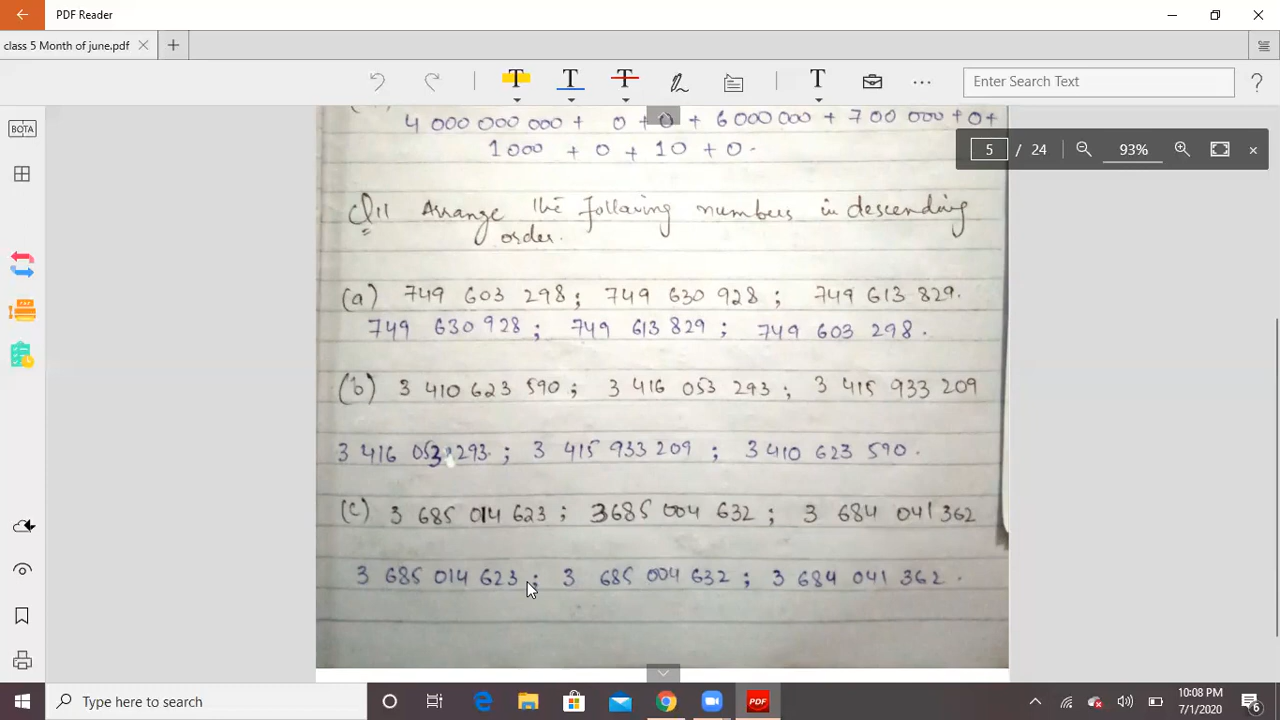 PDF Reader
class 5 Month of june.pdf
Enter Search Text
BOTA
5 / 24 93%
4 000 000 000 + 0 + 0 + 6 000 000 + 700 000 + 0 +
1000 + 0 + 10 + 0.
Q11 Arrange the following numbers in descending
order.
(a) 749 603 298; 749 630 928; 749 613 829.
749 630 928; 749 613 829; 749 603 298.
(b) 3 410 623 590; 3 416 053 293; 3 415 933 209
3 416 053 293; 3 415 933 209; 3 410 623 590.
(c) 3 685 014 623; 3685 004 632; 3 684 041 362
3 685 014 623; 3 685 004 632; 3 684 041 362.
Type here to search
PDF
10:08 PM
7/1/2020
6